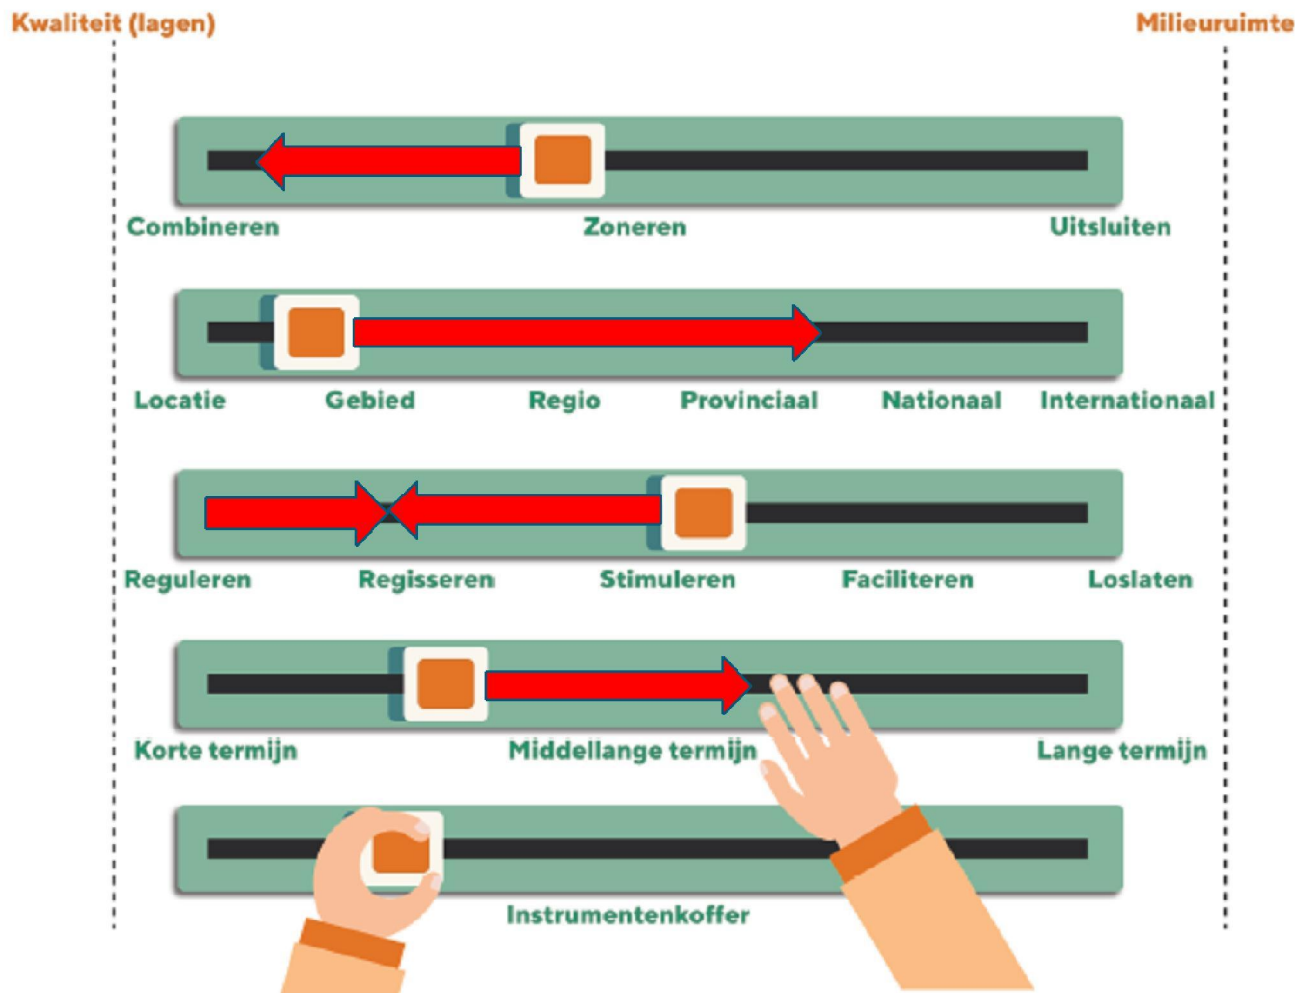 Kwaliteit (lagen) Milieuruimte
Combineren Zoneren Uitsluiten
Locatie Gebied Regio Provinciaal Nationaal Internationaal
Reguleren Regisseren Stimuleren Faciliteren Loslaten
Korte termijn Middellange termijn Lange termijn
Instrumentenkoffer